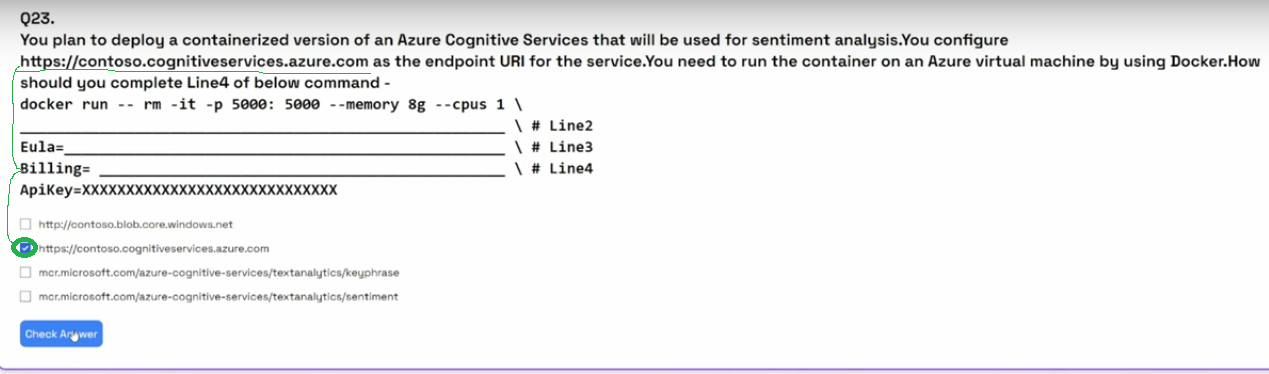 Q23.
You plan to deploy a containerized version of an Azure Cognitive Services that will be used for sentiment analysis.You configure
https://contoso.cognitiveservices.azure.com as the endpoint URI for the service.You need to run the container on an Azure virtual machine by using Docker.How
should you complete Line4 of below command -
docker run -- rm -it -p 5000: 5000 --memory 8g --cpus 1 \
\ # Line2
Eula= \ # Line3
Billing= \ # Line4
ApiKey=XXXXXXXXXXXXXXXXXXXXXXXXXXXXX
http://contoso.blob.core.windows.net
https://contoso.cognitiveservices.azure.com
mcr.microsoft.com/azure-cognitive-services/textanalytics/keyphrase
mcr.microsoft.com/azure-cognitive-services/textanalytics/sentiment
Check Answer